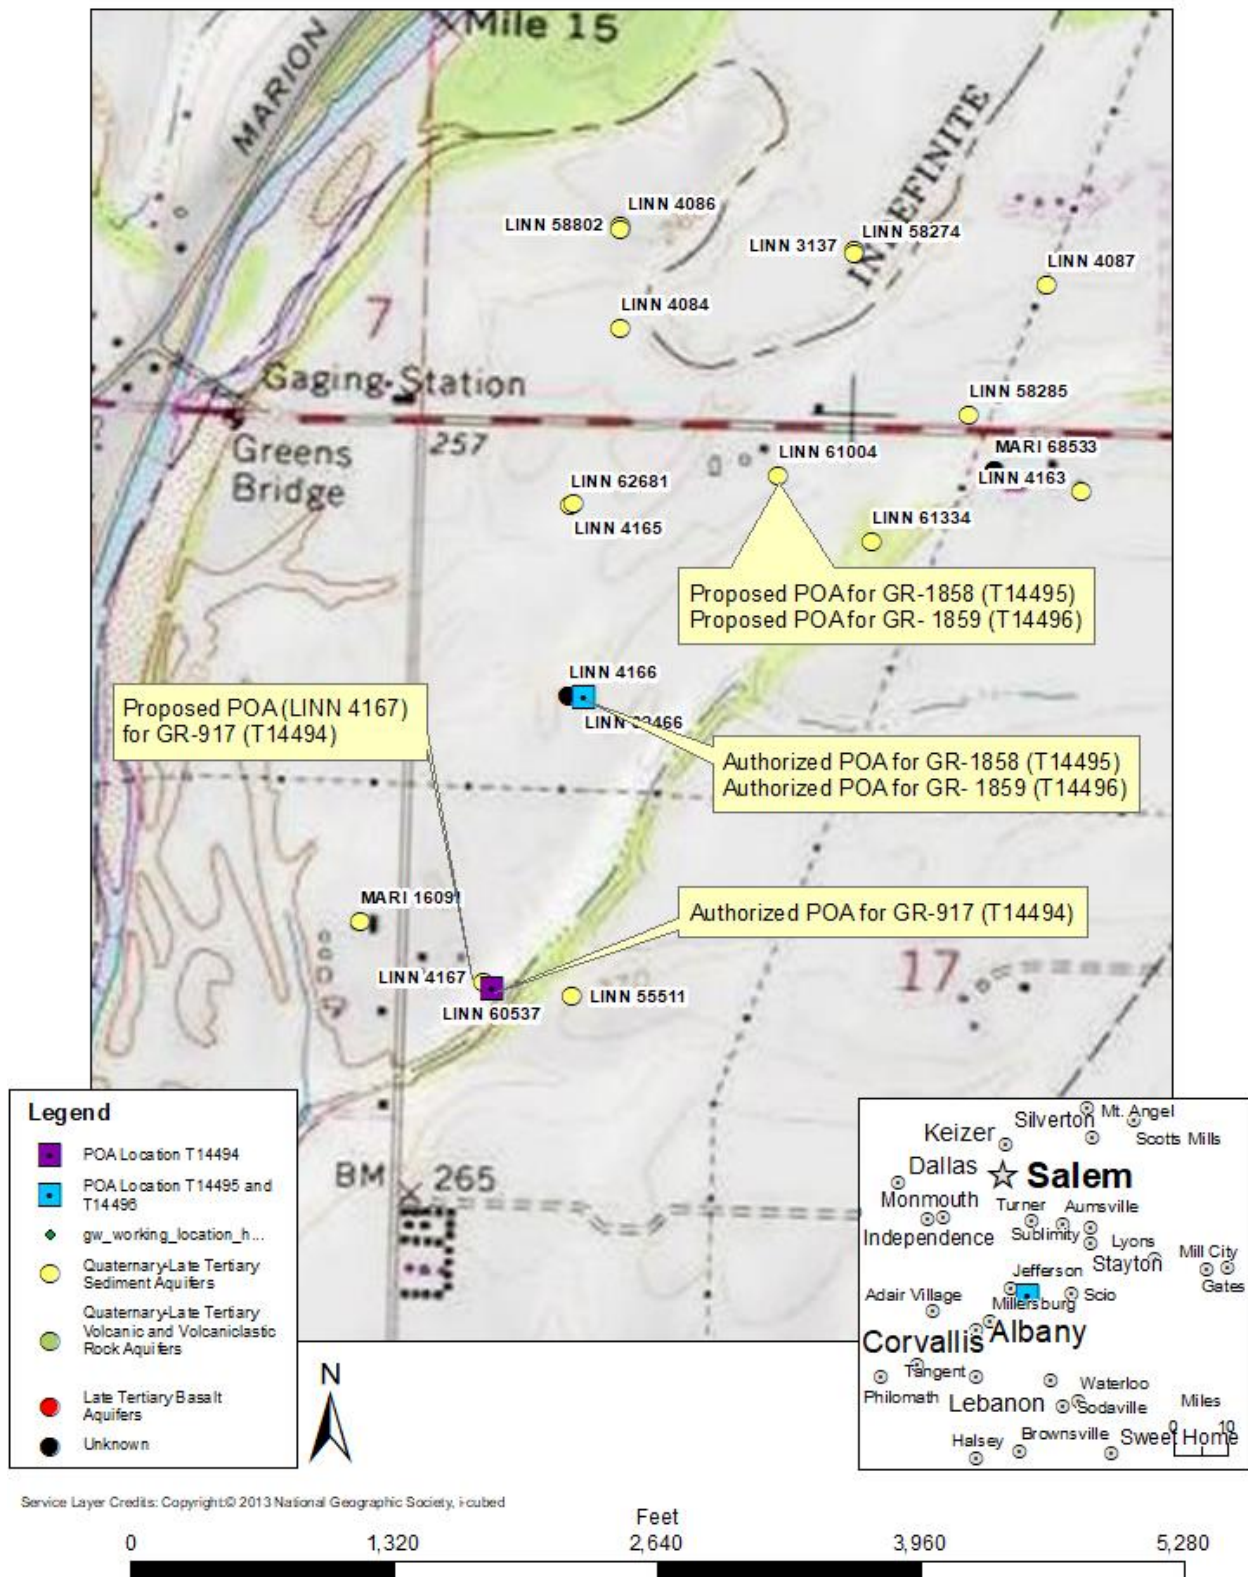 Mile 15
MARION
INDEFINITE
LINN 4086
LINN 58802
LINN 58274
LINN 3137
LINN 4087
LINN 4084
7
Gaging Station
LINN 58285
Greens
Bridge
257
MARI 68533
LINN 61004
LINN 4163
LINN 62681
LINN 4165
LINN 61334
Proposed POA for GR-1858 (T14495)
Proposed POA for GR- 1859 (T14496)
LINN 4166
Proposed POA (LINN 4167)
for GR-917 (T14494)
LINN
Authorized POA for GR-1858 (T14495)
Authorized POA for GR- 1859 (T14496)
MARI 16091
Authorized POA for GR-917 (T14494)
LINN 4167
LINN 55511
17
LINN 60537
BM 265
Legend
POA Location T14494
POA Location T14495 and
T14496
gw_working_location_h...
Quaternary-Late Tertiary
Sediment Aquifers
Quaternary-Late Tertiary
Volcanic and Volcaniclastic
Rock Aquifers
Late Tertiary Basalt
Aquifers
Unknown
N
Silverton
Mt. Angel
Keizer
Scotts Mills
Dallas
Salem
Monmouth
Turner
Aumsville
Independence
Sublimity
Lyons
Mill City
Stayton
Gates
Jefferson
Adair Village
Scio
Millersburg
Corvallis
Albany
Tangent
Philomath
Waterloo
Lebanon
Sodaville
Miles
0 10
Brownsville
Sweet Home
Halsey
Service Layer Credits: Copyright:© 2013 National Geographic Society, i-cubed
Feet
0 1,320 2,640 3,960 5,280